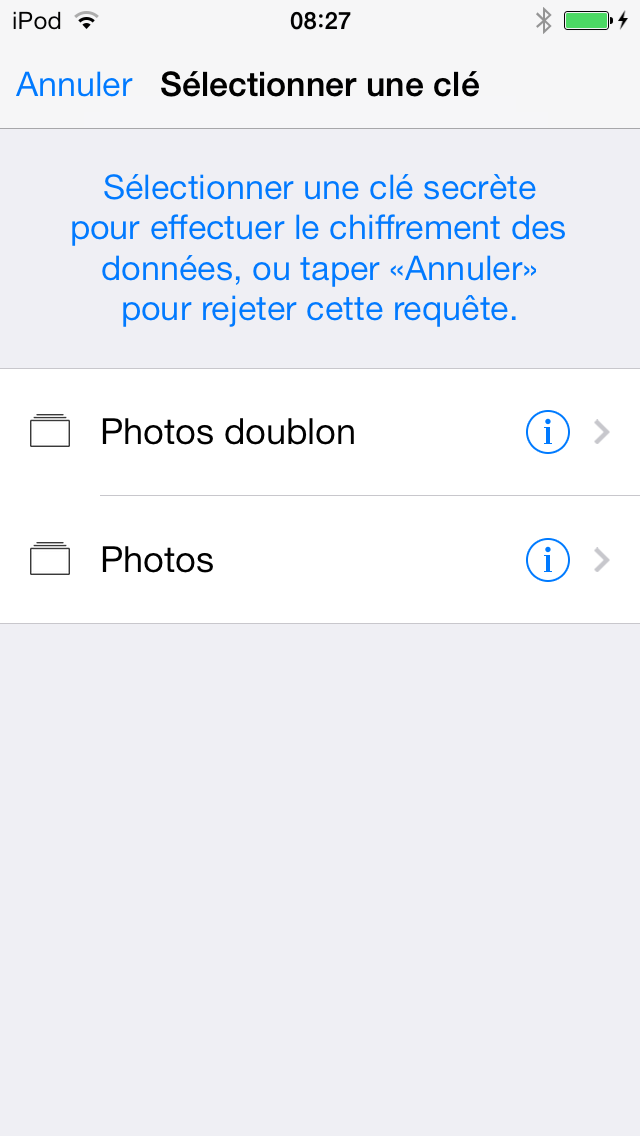 iPod 08:27
Annuler Sélectionner une clé
Sélectionner une clé secrète
pour effectuer le chiffrement des
données, ou taper «Annuler»
pour rejeter cette requête.
Photos doublon
Photos